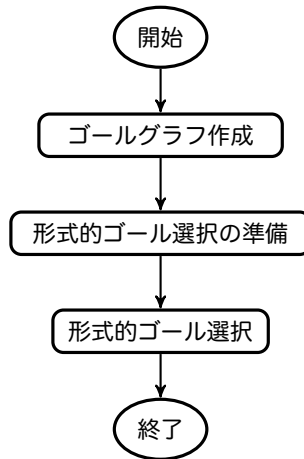 開始
ゴールグラフ作成
形式的ゴール選択の準備
形式的ゴール選択
終了